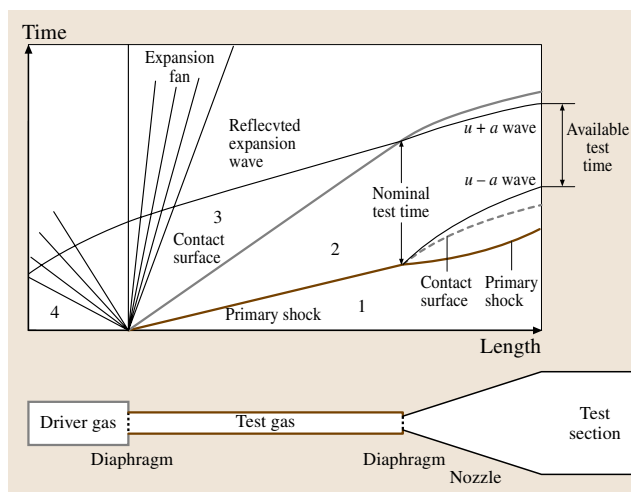 Time
Expansion
fan
Reflecvted
expansion
wave
u + a wave
Available
test
time
u – a wave
Nominal
test time
3
Contact
surface
2
Contact
surface
Primary
shock
4
Primary shock
1
Length
Driver gas
Test gas
Test
section
Diaphragm
Diaphragm
Nozzle